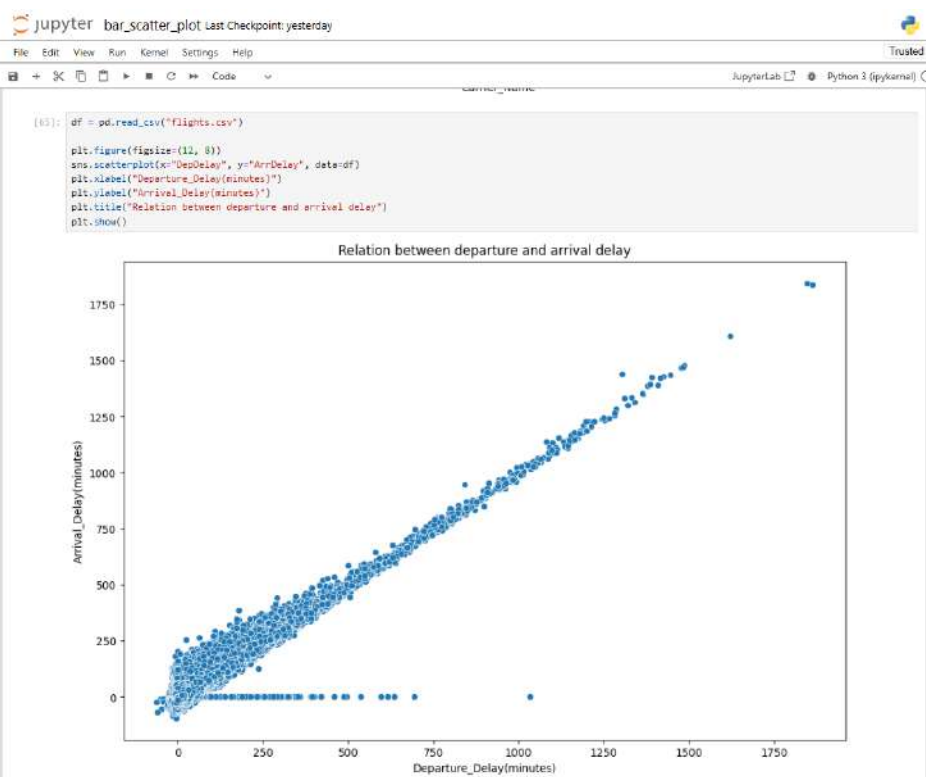 jupyter bar_scatter_plot Last Checkpoint: yesterday
File Edit View Run Kernel Settings Help Trusted
Code JupyterLab Python 3 (ipykernel)
Carrier_Name
[65]: df = pd.read_csv("flights.csv")
plt.figure(figsize=(12, 8))
sns.scatterplot(x="DepDelay", y="ArrDelay", data=df)
plt.xlabel("Departure_Delay(minutes)")
plt.ylabel("Arrival_Delay(minutes)")
plt.title("Relation between departure and arrival delay")
plt.show()
Relation between departure and arrival delay
1750
1500
1250
1000
750
500
250
0
Arrival_Delay(minutes)
0 250 500 750 1000 1250 1500 1750
Departure_Delay(minutes)